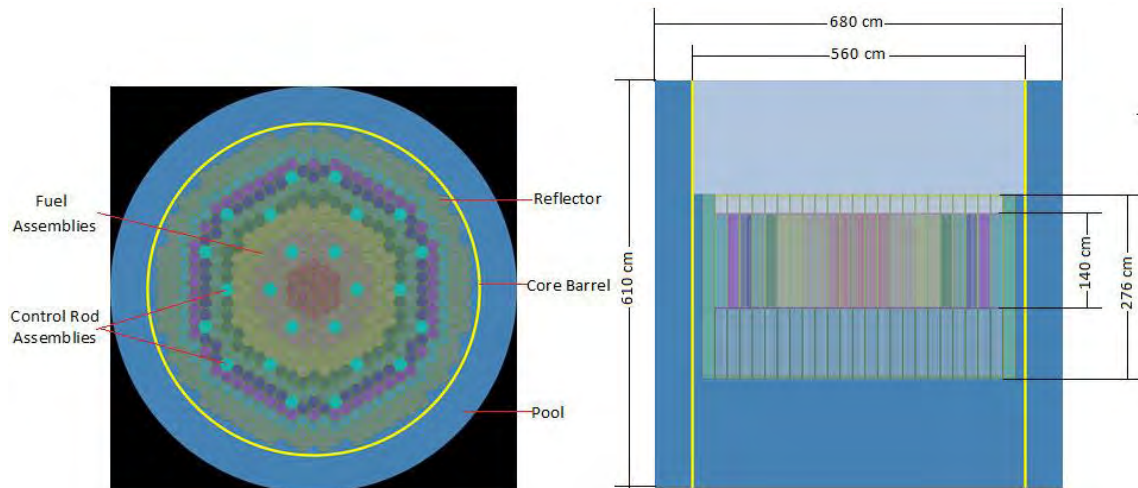 680 cm
560 cm
Fuel
Assemblies
Reflector
Core Barrel
Control Rod
Assemblies
Pool
610 cm
140 cm
276 cm